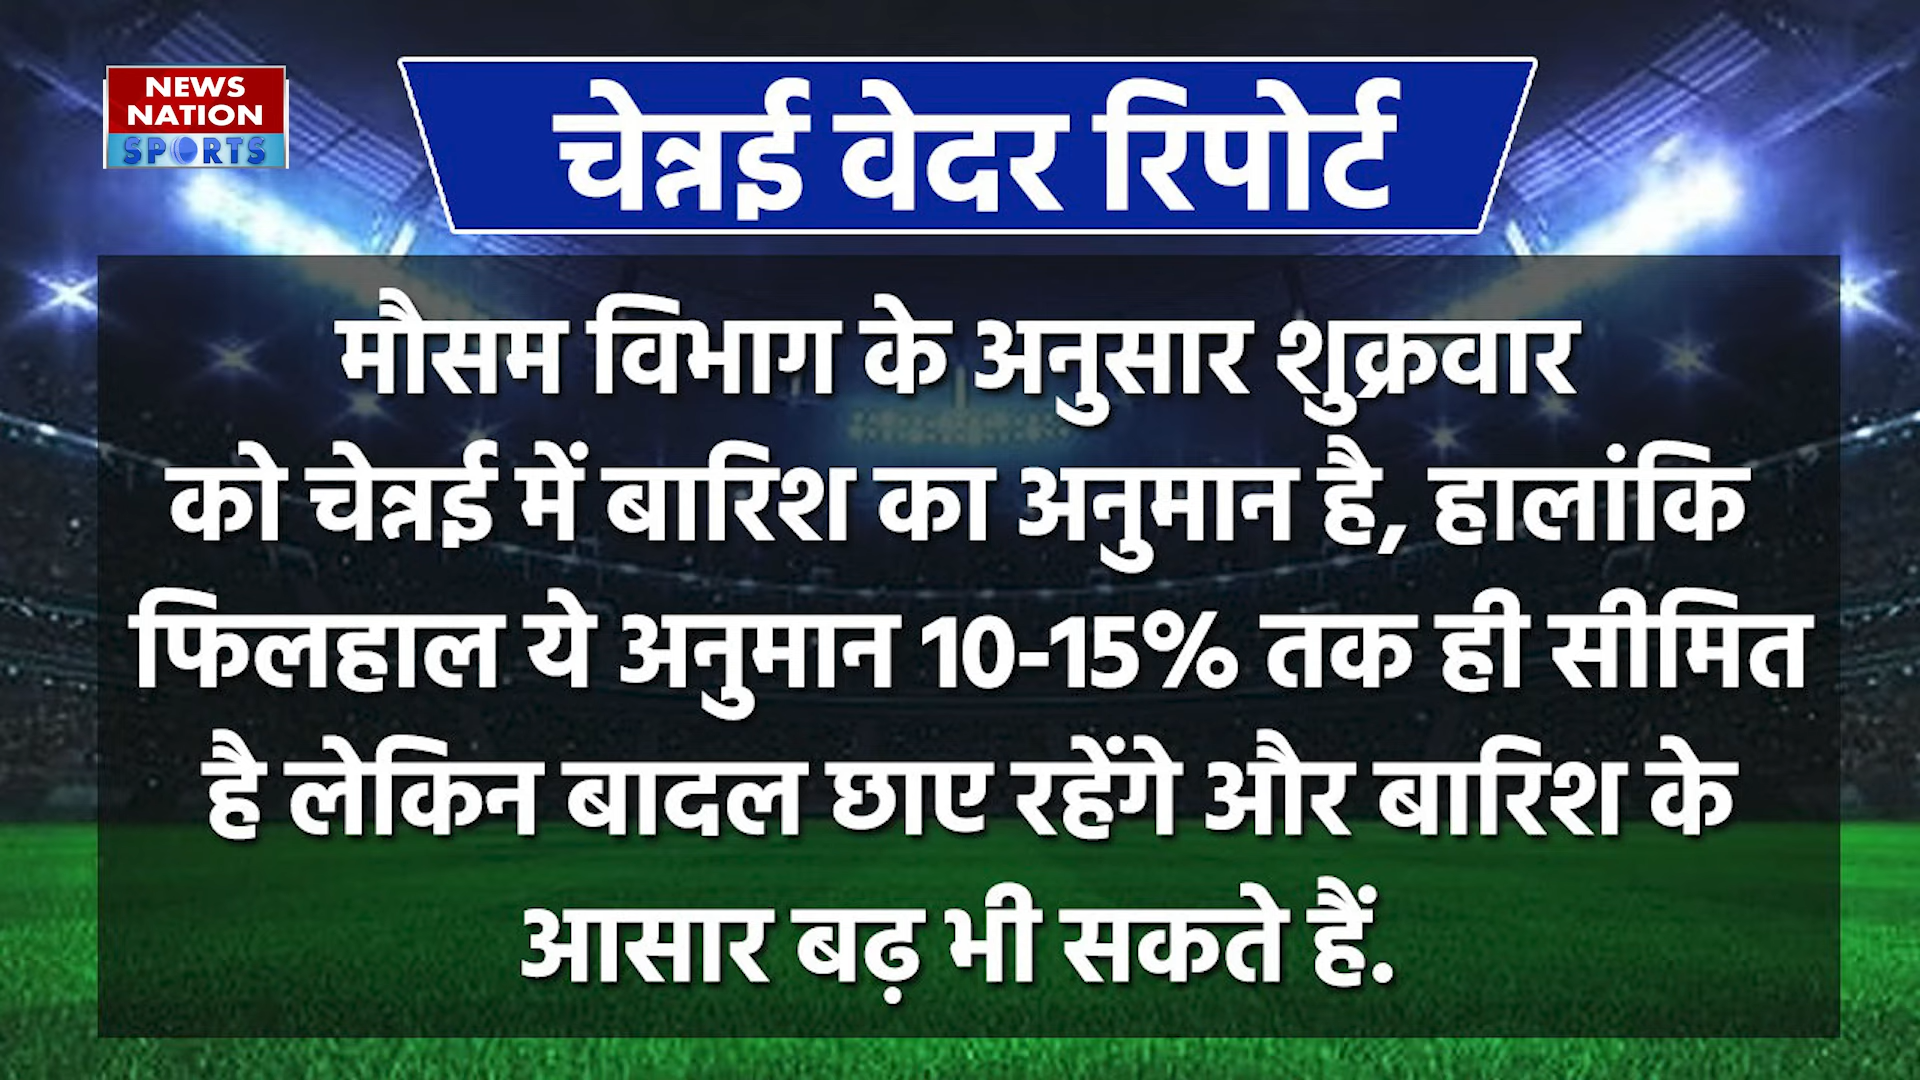 NEWS
NATION
SPORTS
चेन्नई वेदर रिपोर्ट
मौसम विभाग के अनुसार शुक्रवार
को चेन्नई में बारिश का अनुमान है, हालांकि
फिलहाल ये अनुमान 10-15% तक ही सीमित
है लेकिन बादल छाए रहेंगे और बारिश के
आसार बढ़ भी सकते हैं.